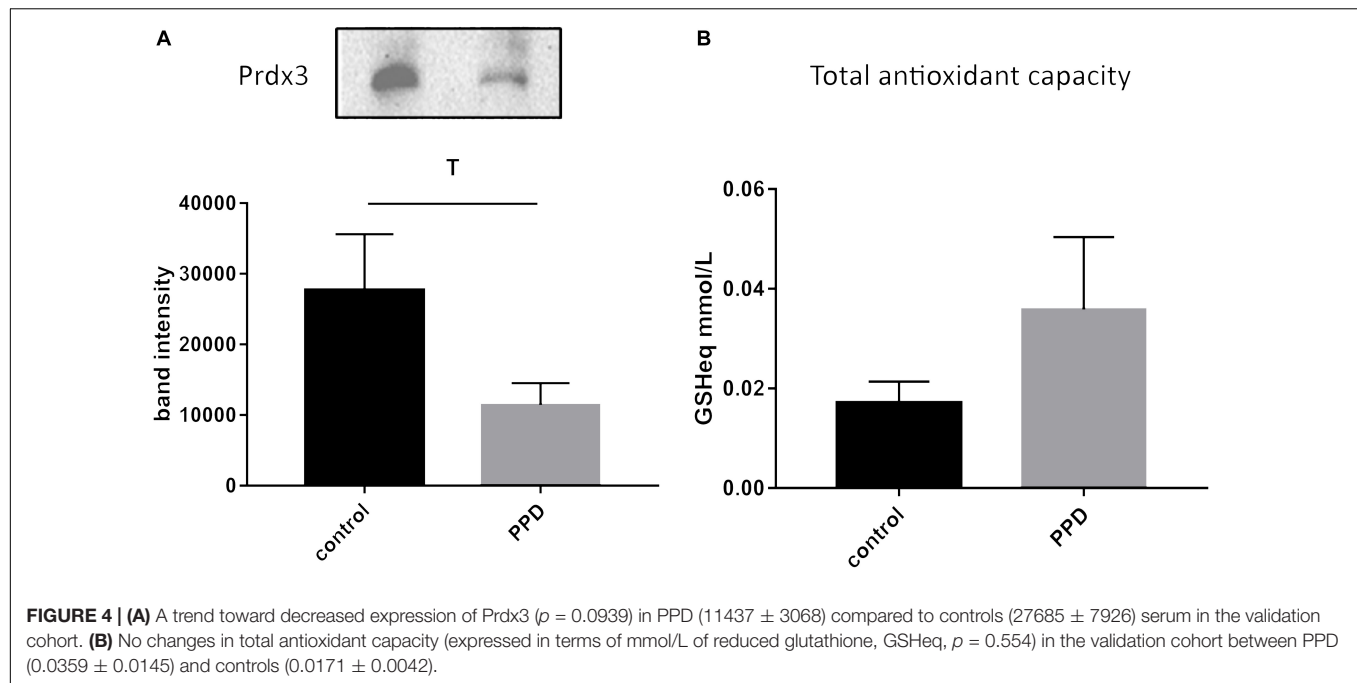 A
Prdx3
T
40000
30000
20000
10000
0
band intensity
control
PPD
B
Total antioxidant capacity
0.06
0.04
0.02
0.00
GSHeq mmol/L
control
PPD
FIGURE 4 | (A) A trend toward decreased expression of Prdx3 (p = 0.0939) in PPD (11437 ± 3068) compared to controls (27685 ± 7926) serum in the validation
cohort. (B) No changes in total antioxidant capacity (expressed in terms of mmol/L of reduced glutathione, GSHeq, p = 0.554) in the validation cohort between PPD
(0.0359 ± 0.0145) and controls (0.0171 ± 0.0042).